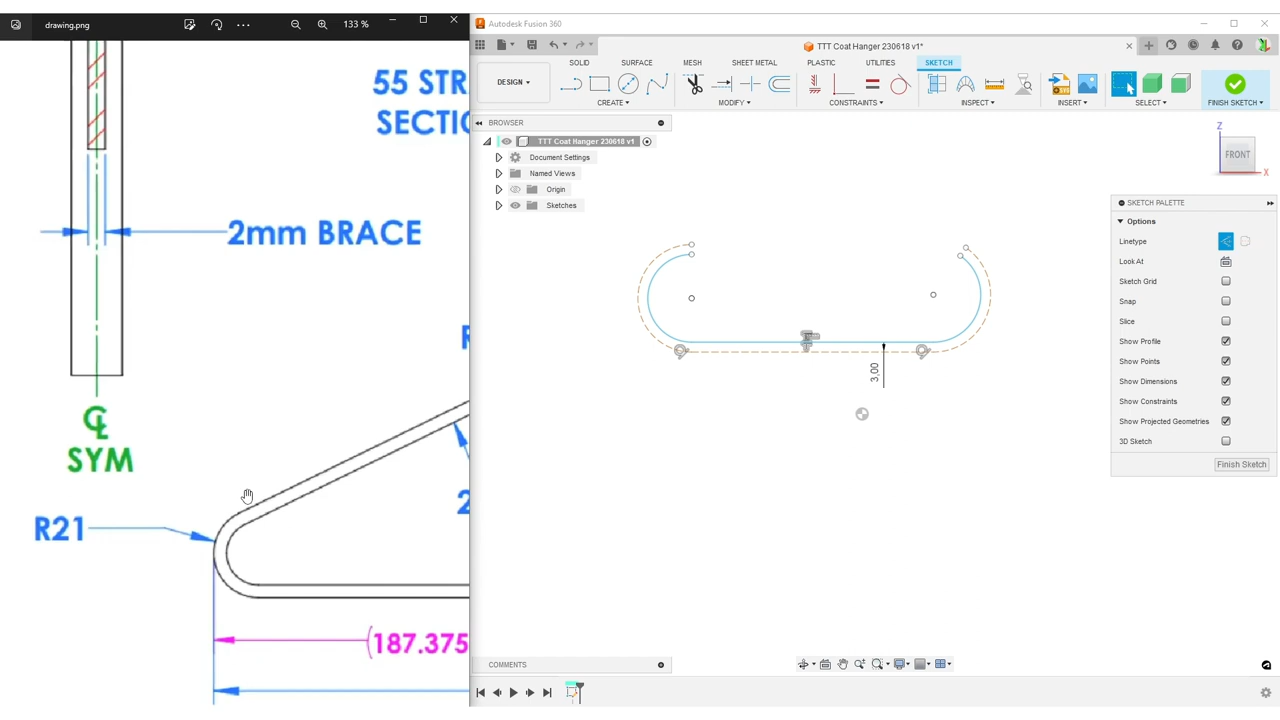 drawing.png
133 %
55 STR
SECTIO
2mm BRACE
R
℄
SYM
2
R21
(187.375
Autodesk Fusion 360
TTT Coat Hanger 230618 v1*
SOLID
SURFACE
MESH
SHEET METAL
PLASTIC
UTILITIES
SKETCH
DESIGN
CREATE
MODIFY
CONSTRAINTS
INSPECT
INSERT
SELECT
FINISH SKETCH
BROWSER
TTT Coat Hanger 230618 v1
Document Settings
Named Views
Origin
Sketches
Z
FRONT
X
SKETCH PALETTE
Options
Linetype
Look At
Sketch Grid
Snap
Slice
Show Profile
Show Points
Show Dimensions
Show Constraints
Show Projected Geometries
3D Sketch
Finish Sketch
3.00
COMMENTS